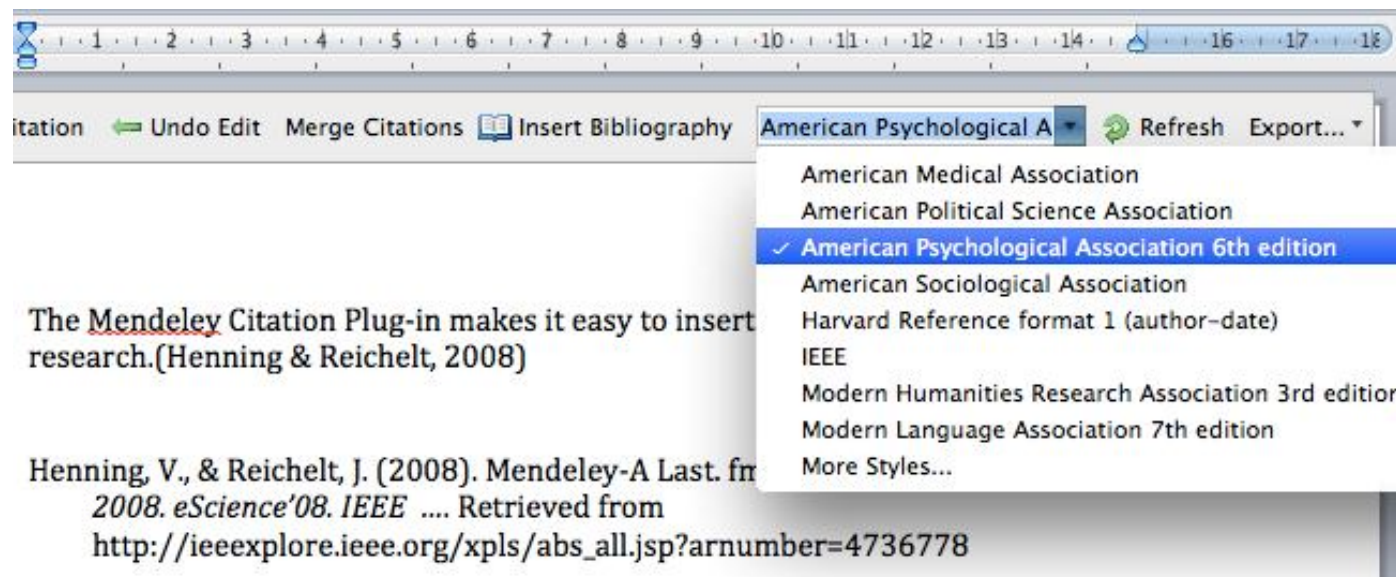 1 2 3 4 5 6 7 8 9 10 11 12 13 14 16 17 18
itation Undo Edit Merge Citations Insert Bibliography American Psychological A Refresh Export...
American Medical Association
American Political Science Association
✓ American Psychological Association 6th edition
American Sociological Association
Harvard Reference format 1 (author-date)
IEEE
Modern Humanities Research Association 3rd edition
Modern Language Association 7th edition
More Styles...
The Mendeley Citation Plug-in makes it easy to insert
research.(Henning & Reichelt, 2008)
Henning, V., & Reichelt, J. (2008). Mendeley-A Last. fm
2008. eScience'08. IEEE .... Retrieved from
http://ieeexplore.ieee.org/xpls/abs_all.jsp?arnumber=4736778